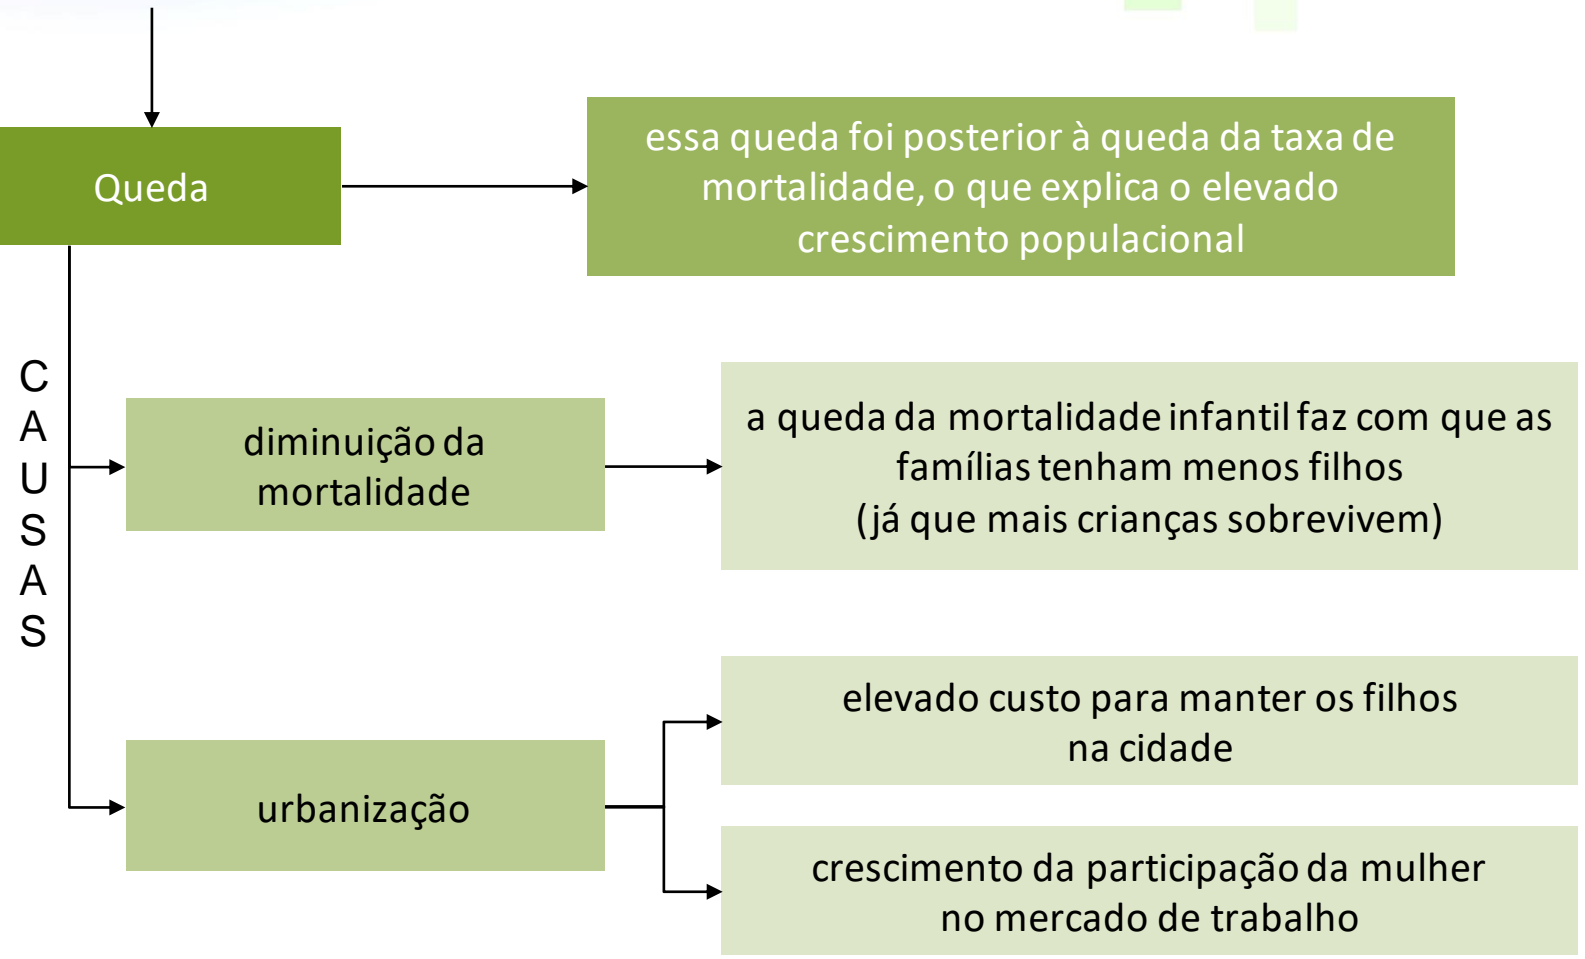 Queda
essa queda foi posterior à queda da taxa de
mortalidade, o que explica o elevado
crescimento populacional
C
A
U
S
A
S
diminuição da
mortalidade
a queda da mortalidade infantil faz com que as
famílias tenham menos filhos
(já que mais crianças sobrevivem)
urbanização
elevado custo para manter os filhos
na cidade
crescimento da participação da mulher
no mercado de trabalho